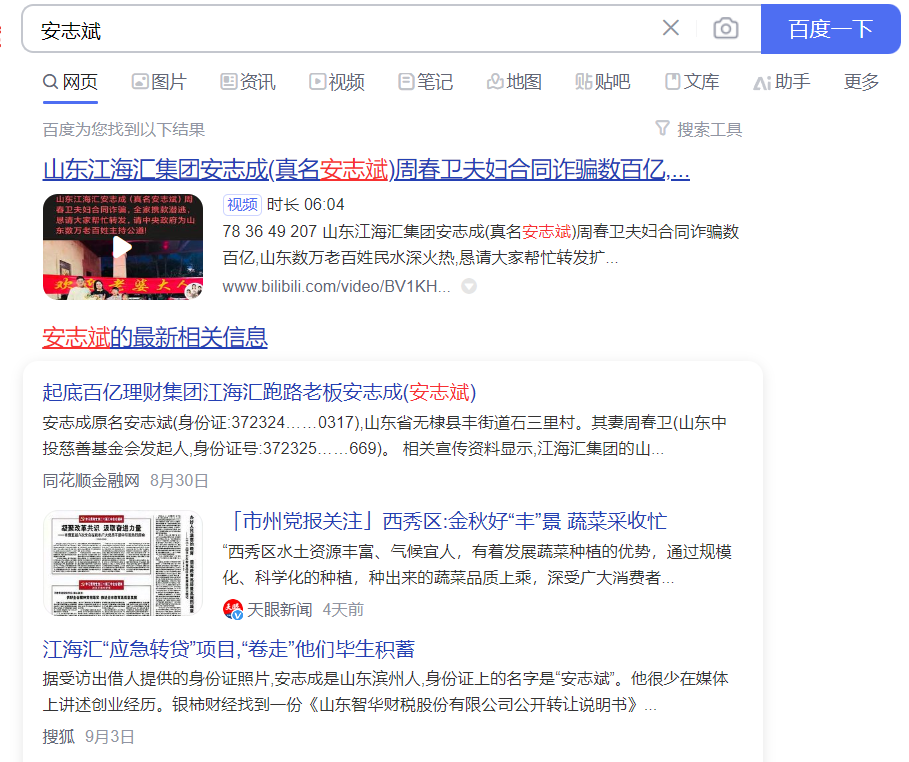 安志斌
百度一下
网页 图片 资讯 视频 笔记 地图 贴吧 文库 助手 更多
百度为您找到以下结果 搜索工具
山东江海汇集团安志成(真名安志斌)周春卫夫妇合同诈骗数百亿,...
山东江海汇安志成 (真名安志斌) 周
春卫夫妇合同诈骗,全家携款潜逃,
恳请大家帮忙转发,请中央政府为山
东数万老百姓主持公道!
视频 时长 06:04
78 36 49 207 山东江海汇集团安志成(真名安志斌)周春卫夫妇合同诈骗数
百亿,山东数万老百姓民水深火热,恳请大家帮忙转发扩...
www.bilibili.com/video/BV1KH...
安志斌的最新相关信息
起底百亿理财集团江海汇跑路老板安志成(安志斌)
安志成原名安志斌(身份证:372324……0317),山东省无棣县丰街道石三里村。其妻周春卫(山东中
投慈善基金会发起人,身份证号:372325……669)。 相关宣传资料显示,江海汇集团的山...
同花顺金融网 8月30日
凝聚改革共识 汲取奋进力量
「市州党报关注」西秀区:金秋好“丰”景 蔬菜采收忙
“西秀区水土资源丰富、气候宜人，有着发展蔬菜种植的优势，通过规模
化、科学化的种植，种出来的蔬菜品质上乘，深受广大消费者...
天眼新闻 4天前
江海汇“应急转贷”项目,“卷走”他们毕生积蓄
据受访出借人提供的身份证照片,安志成是山东滨州人,身份证上的名字是“安志斌”。他很少在媒体
上讲述创业经历。银柿财经找到一份《山东智华财税股份有限公司公开转让说明书》...
搜狐 9月3日